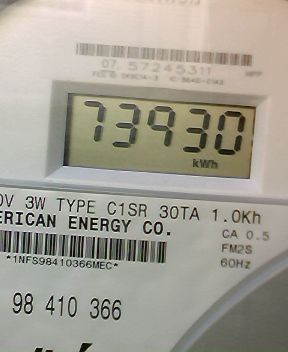 07 57245311
73930
kWh
0V 3W TYPE C1SR 30TA 1.0Kh
ERICAN ENERGY CO.
CA 0.5
FM2S
60Hz
*1NFS98410366MEC*
98 410 366